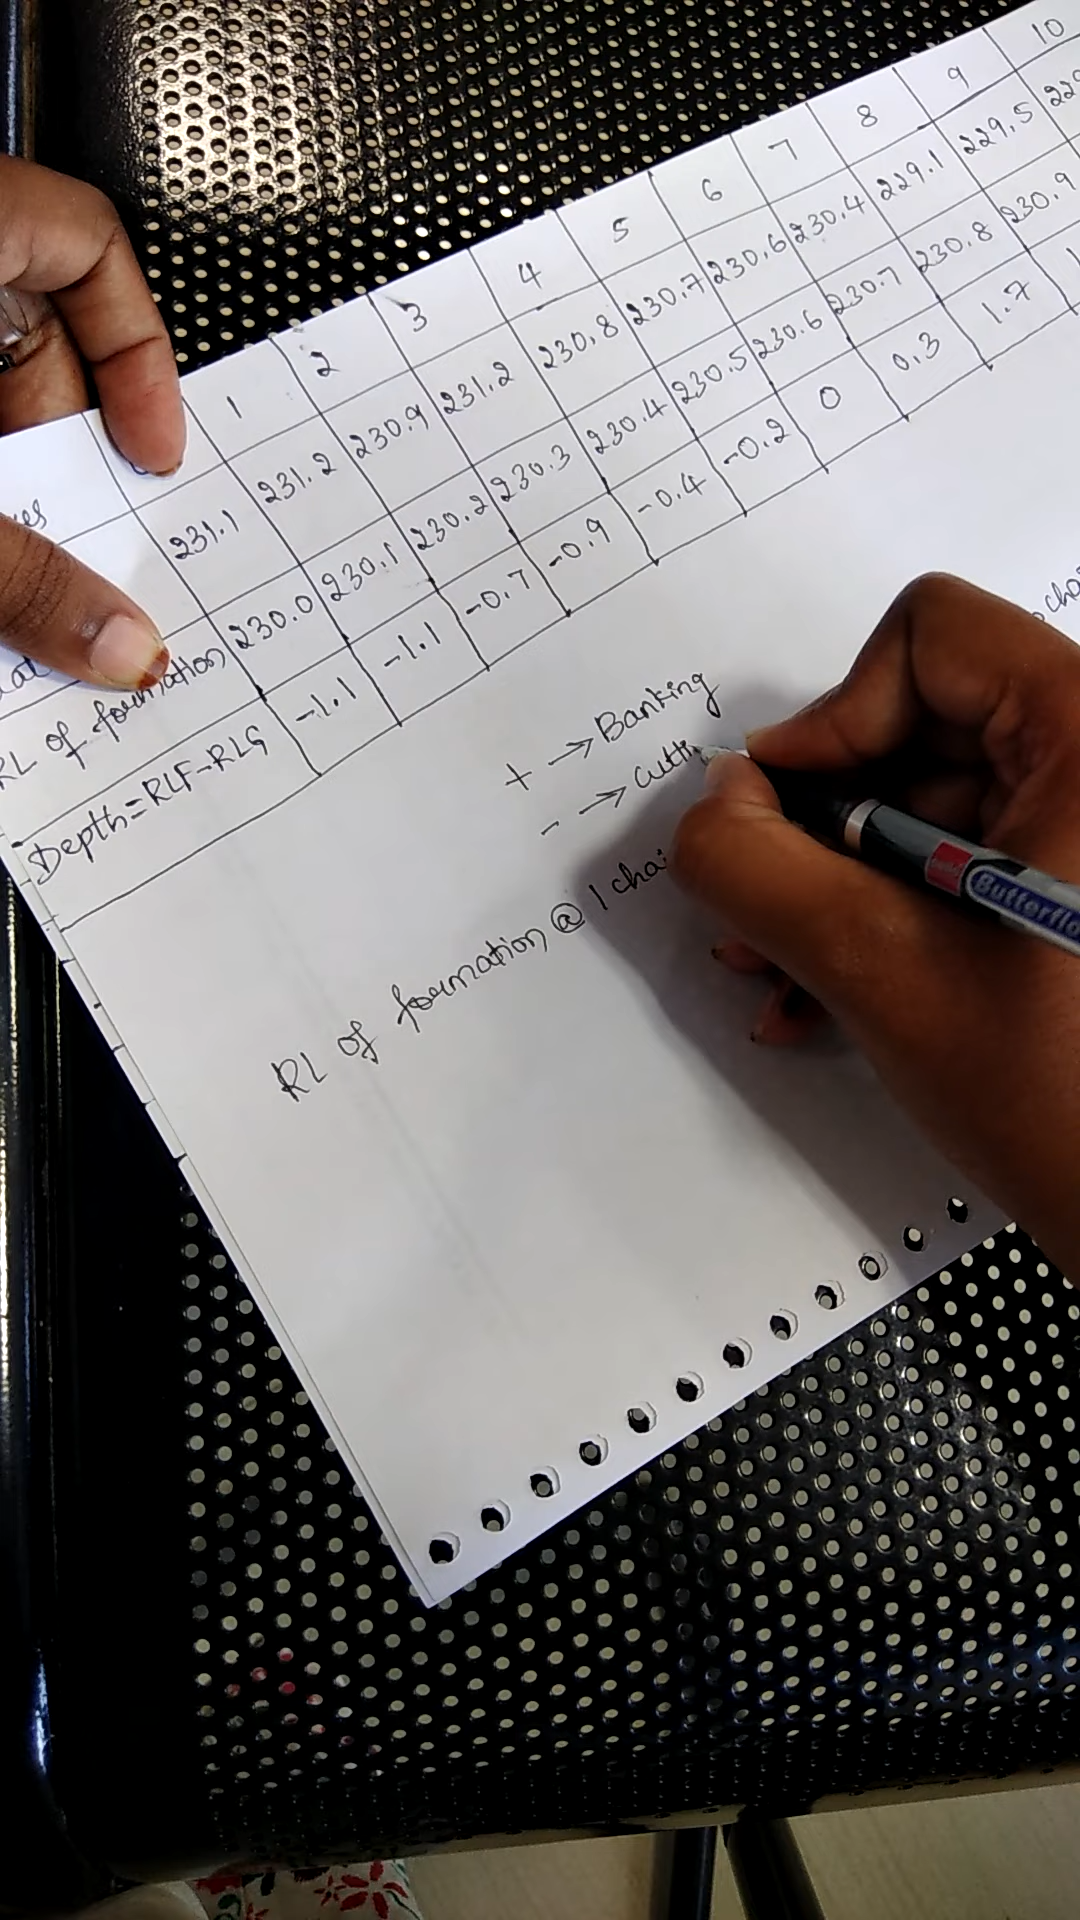 1 2 3 4 5 6 7 8 9 10
231.1 231.2 230.9 231.2 230.8 230.7 230.6 230.4 229.1 229.5
RL of formation 230.0 230.1 230.2 230.3 230.4 230.5 230.6 230.7 230.8 230.9
Depth=RLF-RLG -1.1 -1.1 -0.7 -0.9 -0.4 -0.2 0 0.3 1.7
+ → Banking
- → Cutti
RL of formation @ 1 chai
Butterflo